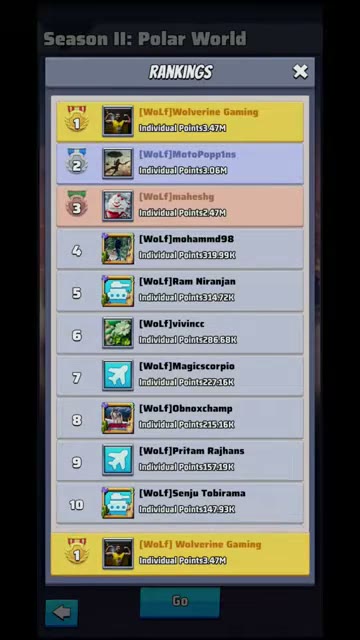 Season II: Polar World
RANKINGS
1
[WoLf]Wolverine Gaming
Individual Points3.47M
2
[WoLf]MotoPopp1ns
Individual Points3.06M
3
[WoLf]maheshg
Individual Points2.47M
4
[WoLf]mohammd98
Individual Points319.99K
5
[WoLf]Ram Niranjan
Individual Points314.72K
6
[WoLf]vivincc
Individual Points286.68K
7
[WoLf]Magicscorpio
Individual Points227.16K
8
[WoLf]Obnoxchamp
Individual Points215.16K
9
[WoLf]Pritam Rajhans
Individual Points157.19K
10
[WoLf]Senju Tobirama
Individual Points147.93K
1
[WoLf] Wolverine Gaming
Individual Points3.47M
Go